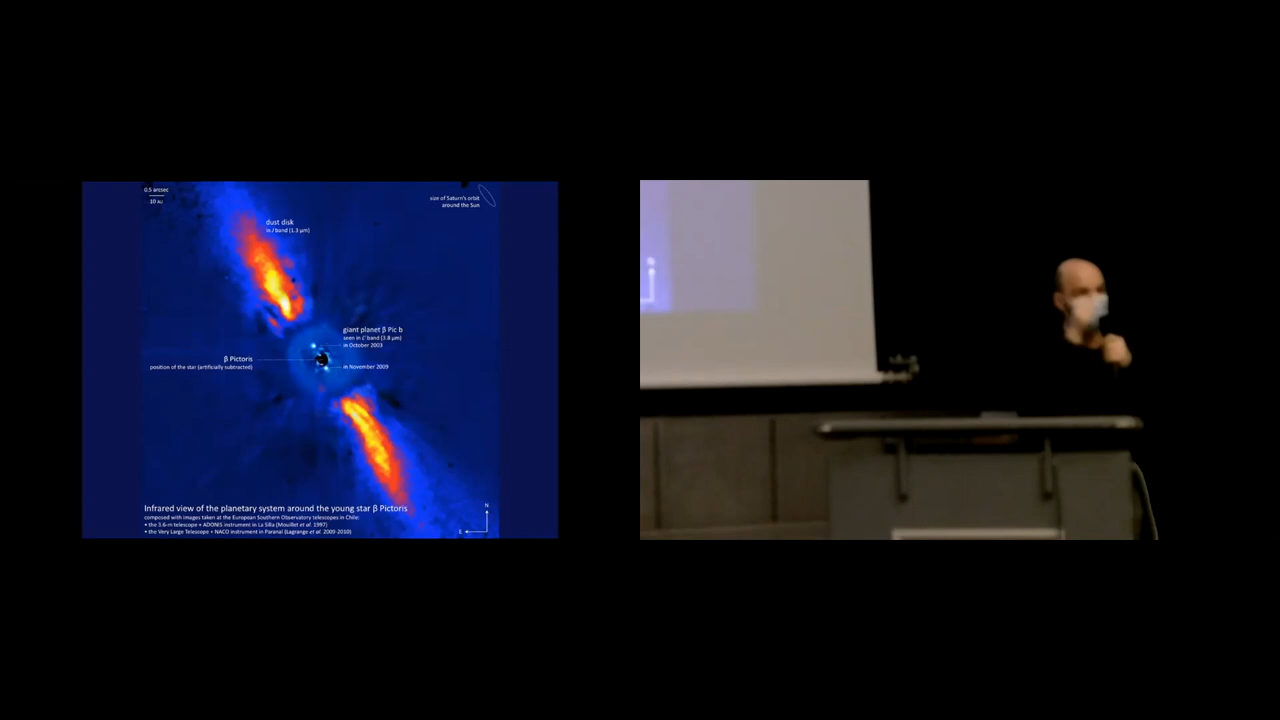 0.5 arcsec
10 AU
size of Saturn's orbit
around the Sun
dust disk
in J band (1.3 µm)
giant planet β Pic b
seen in L' band (3.8 µm)
in October 2003
β Pictoris
position of the star (artificially subtracted)
in November 2009
Infrared view of the planetary system around the young star β Pictoris
composed with images taken at the European Southern Observatory telescopes in Chile:
• the 3.6-m telescope + ADONIS instrument in La Silla (Mouillet et al. 1997)
• the Very Large Telescope + NACO instrument in Paranal (Lagrange et al. 2009-2010)
N
E